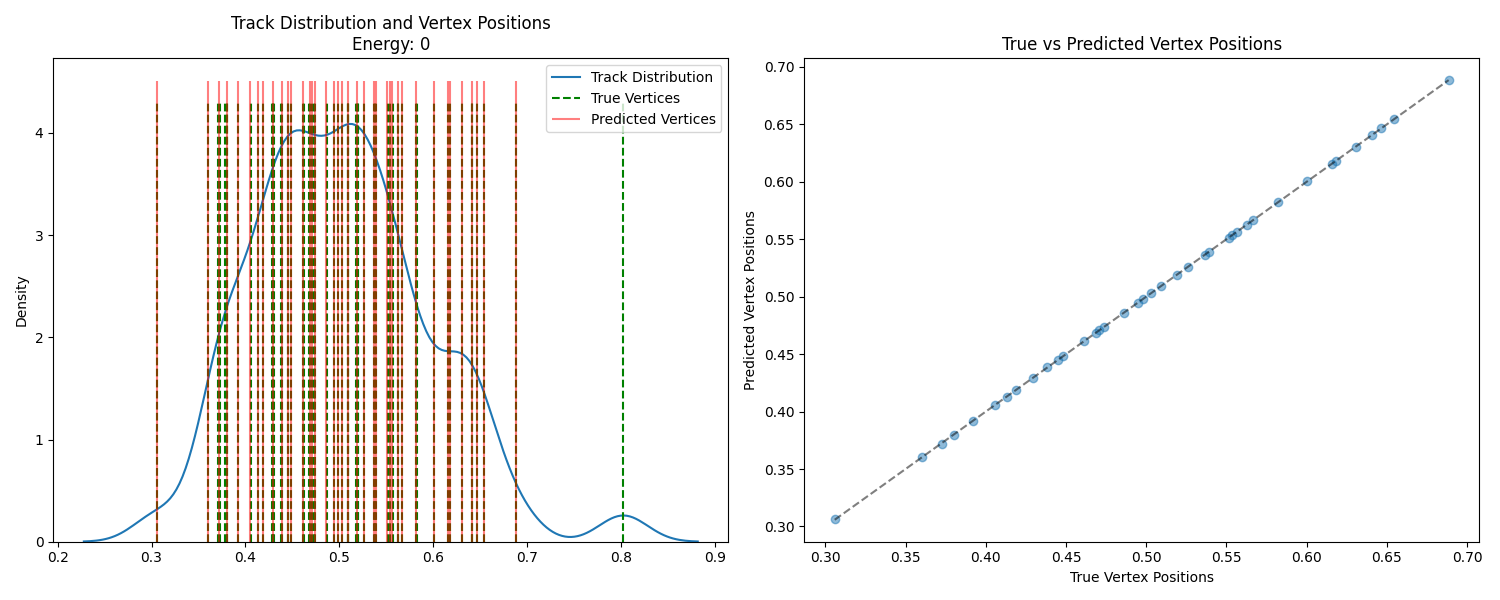 Track Distribution and Vertex Positions
Energy: 0
Track Distribution
True Vertices
Predicted Vertices
Density
4
3
2
1
0
0.2 0.3 0.4 0.5 0.6 0.7 0.8 0.9
True vs Predicted Vertex Positions
Predicted Vertex Positions
0.70
0.65
0.60
0.55
0.50
0.45
0.40
0.35
0.30
0.30 0.35 0.40 0.45 0.50 0.55 0.60 0.65 0.70
True Vertex Positions